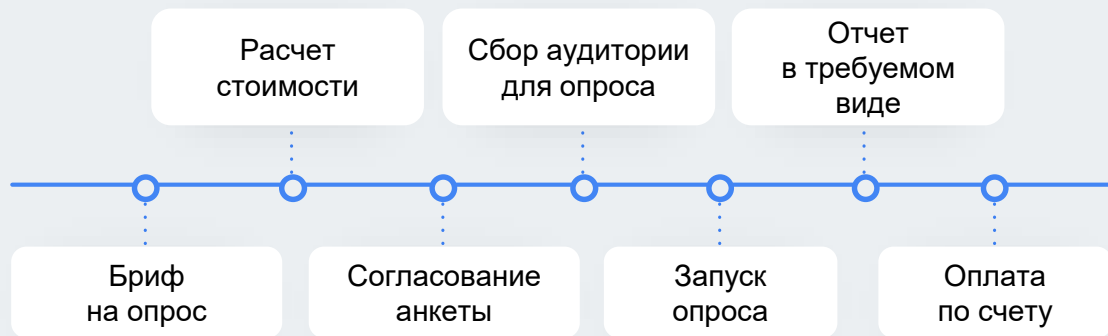 Расчет
стоимости
Сбор аудитории
для опроса
Отчет
в требуемом
виде
Бриф
на опрос
Согласование
анкеты
Запуск
опроса
Оплата
по счету